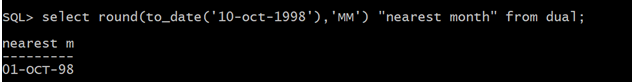 SQL> select round(to_date('10-oct-1998'),'MM') "nearest month" from dual;
nearest m
---------
01-OCT-98